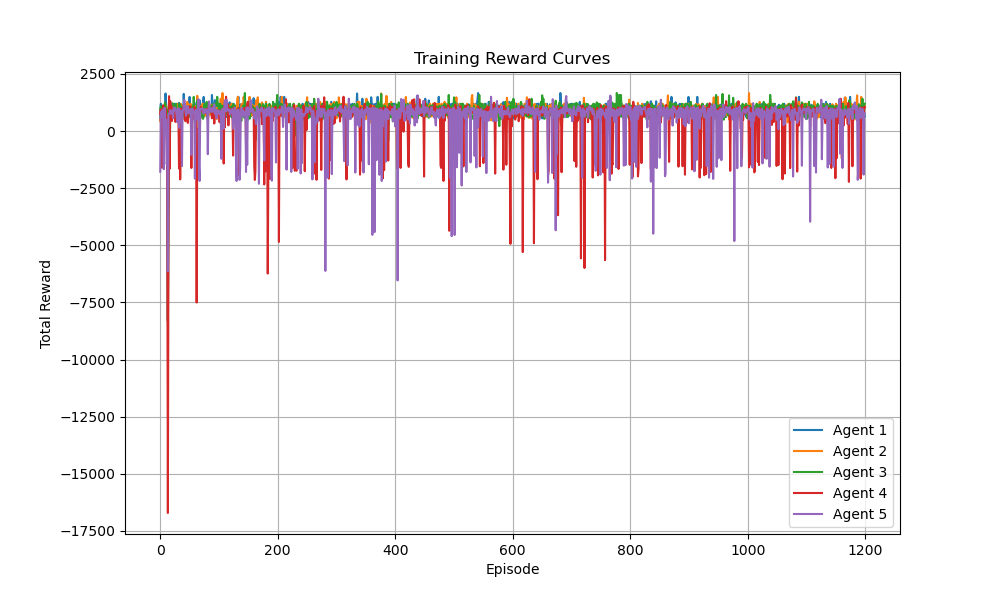 Training Reward Curves
2500
0
−2500
−5000
−7500
−10000
−12500
−15000
−17500
Total Reward
0 200 400 600 800 1000 1200
Episode
Agent 1
Agent 2
Agent 3
Agent 4
Agent 5